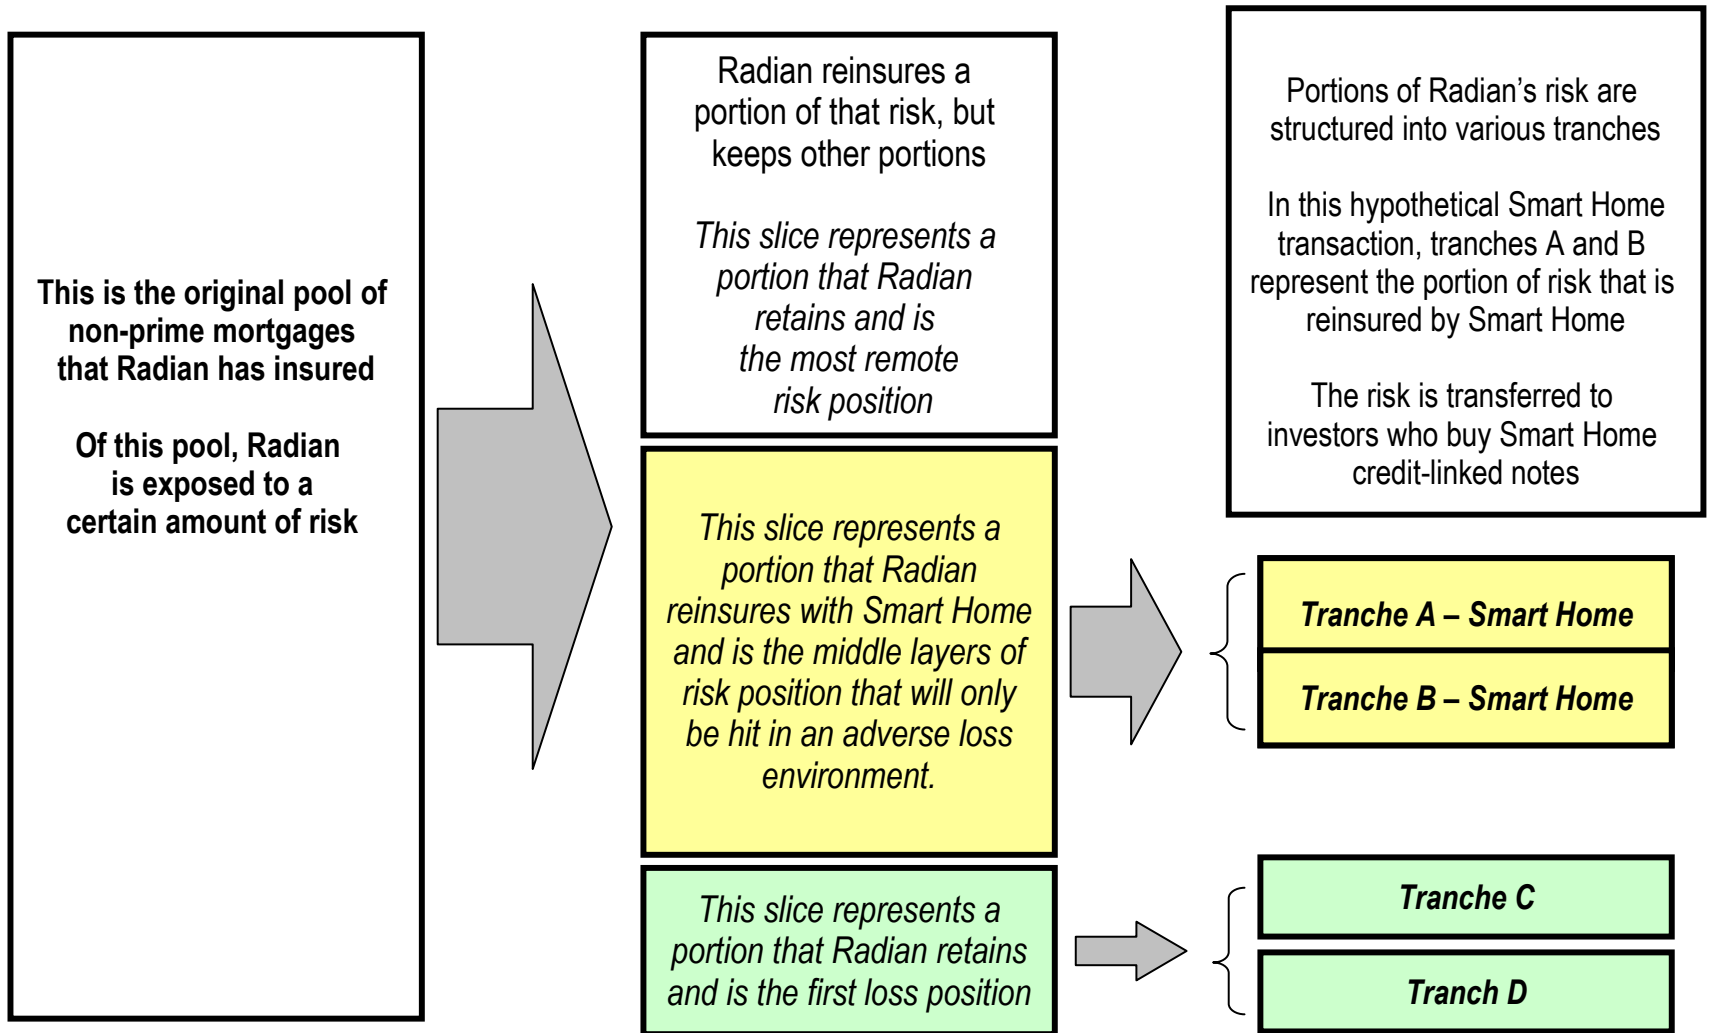 This is the original pool of
non-prime mortgages
that Radian has insured
Of this pool, Radian
is exposed to a
certain amount of risk
Radian reinsures a
portion of that risk, but
keeps other portions
This slice represents a
portion that Radian
retains and is
the most remote
risk position
This slice represents a
portion that Radian
reinsures with Smart Home
and is the middle layers of
risk position that will only
be hit in an adverse loss
environment.
This slice represents a
portion that Radian retains
and is the first loss position
Portions of Radian’s risk are
structured into various tranches
In this hypothetical Smart Home
transaction, tranches A and B
represent the portion of risk that is
reinsured by Smart Home
The risk is transferred to
investors who buy Smart Home
credit-linked notes
Tranche A – Smart Home
Tranche B – Smart Home
Tranche C
Tranch D